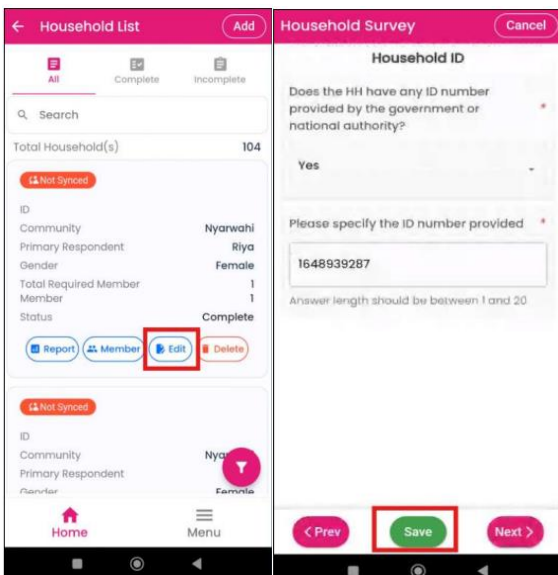 Household List
Add
All
Complete
Incomplete
Search
Total Household(s) 104
Not Synced
ID
Community Nyarwahi
Primary Respondent Riya
Gender Female
Total Required Member 1
Member 1
Status Complete
Report Member Edit Delete
Not Synced
ID
Community
Primary Respondent
Gender Female
Home
Menu
Household Survey
Cancel
Household ID
Does the HH have any ID number
provided by the government or
national authority? *
Yes
Please specify the ID number provided *
1648939287
Answer length should be between 1 and 20
< Prev
Save
Next >